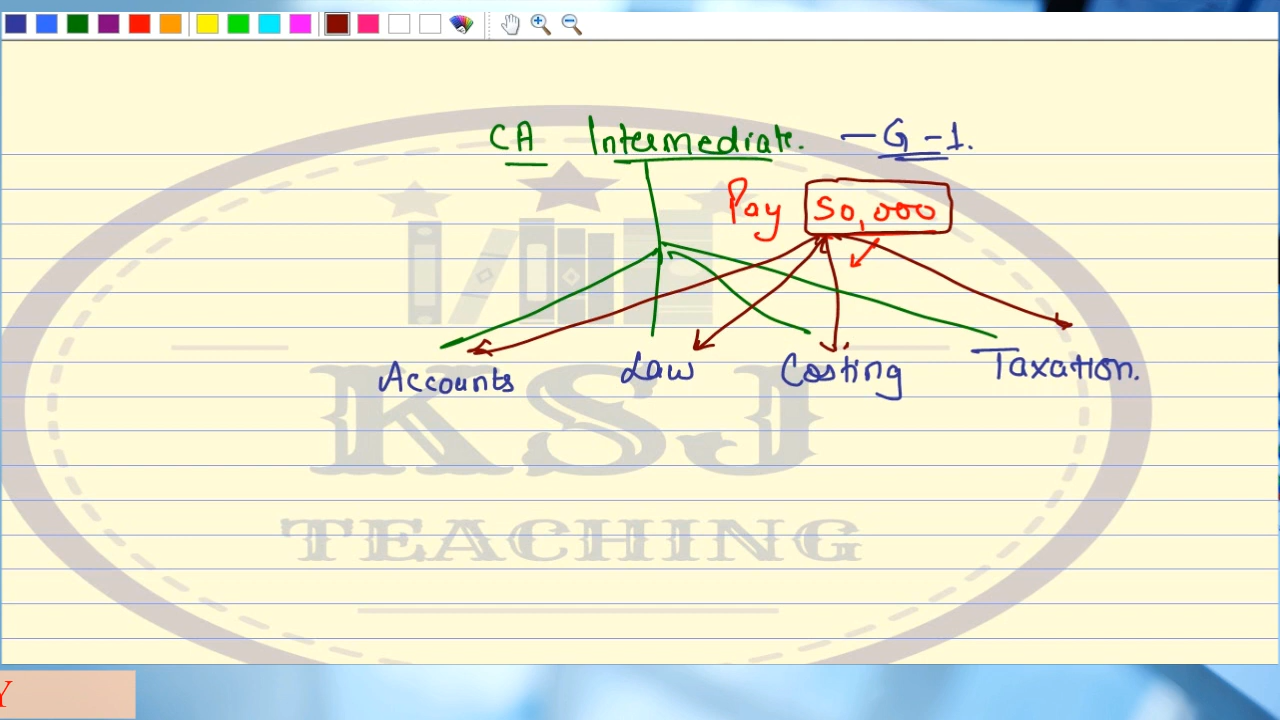 CA Intermediate. - G-1.
Pay 50,000
Accounts Law Costing Taxation.
KSJ
TEACHING
Y